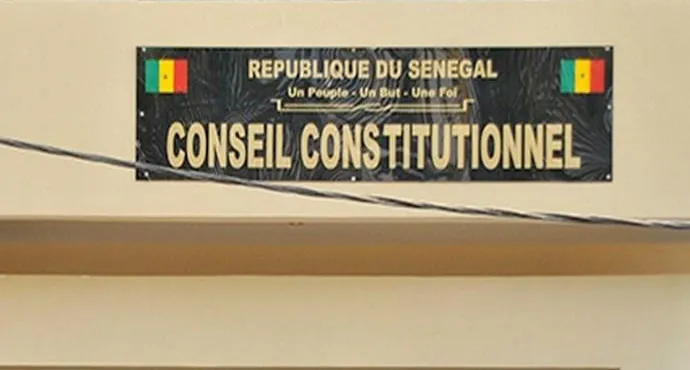 REPUBLIQUE DU SENEGAL
Un Peuple - Un But - Une Foi
CONSEIL CONSTITUTIONNEL